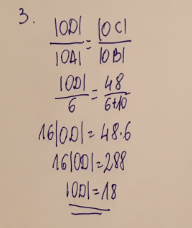 3.
|OD|/|OA| = |OC|/|OB|
|OD|/6 = 48/6+10
16|OD| = 48·6
16|OD| = 288
|OD| = 18